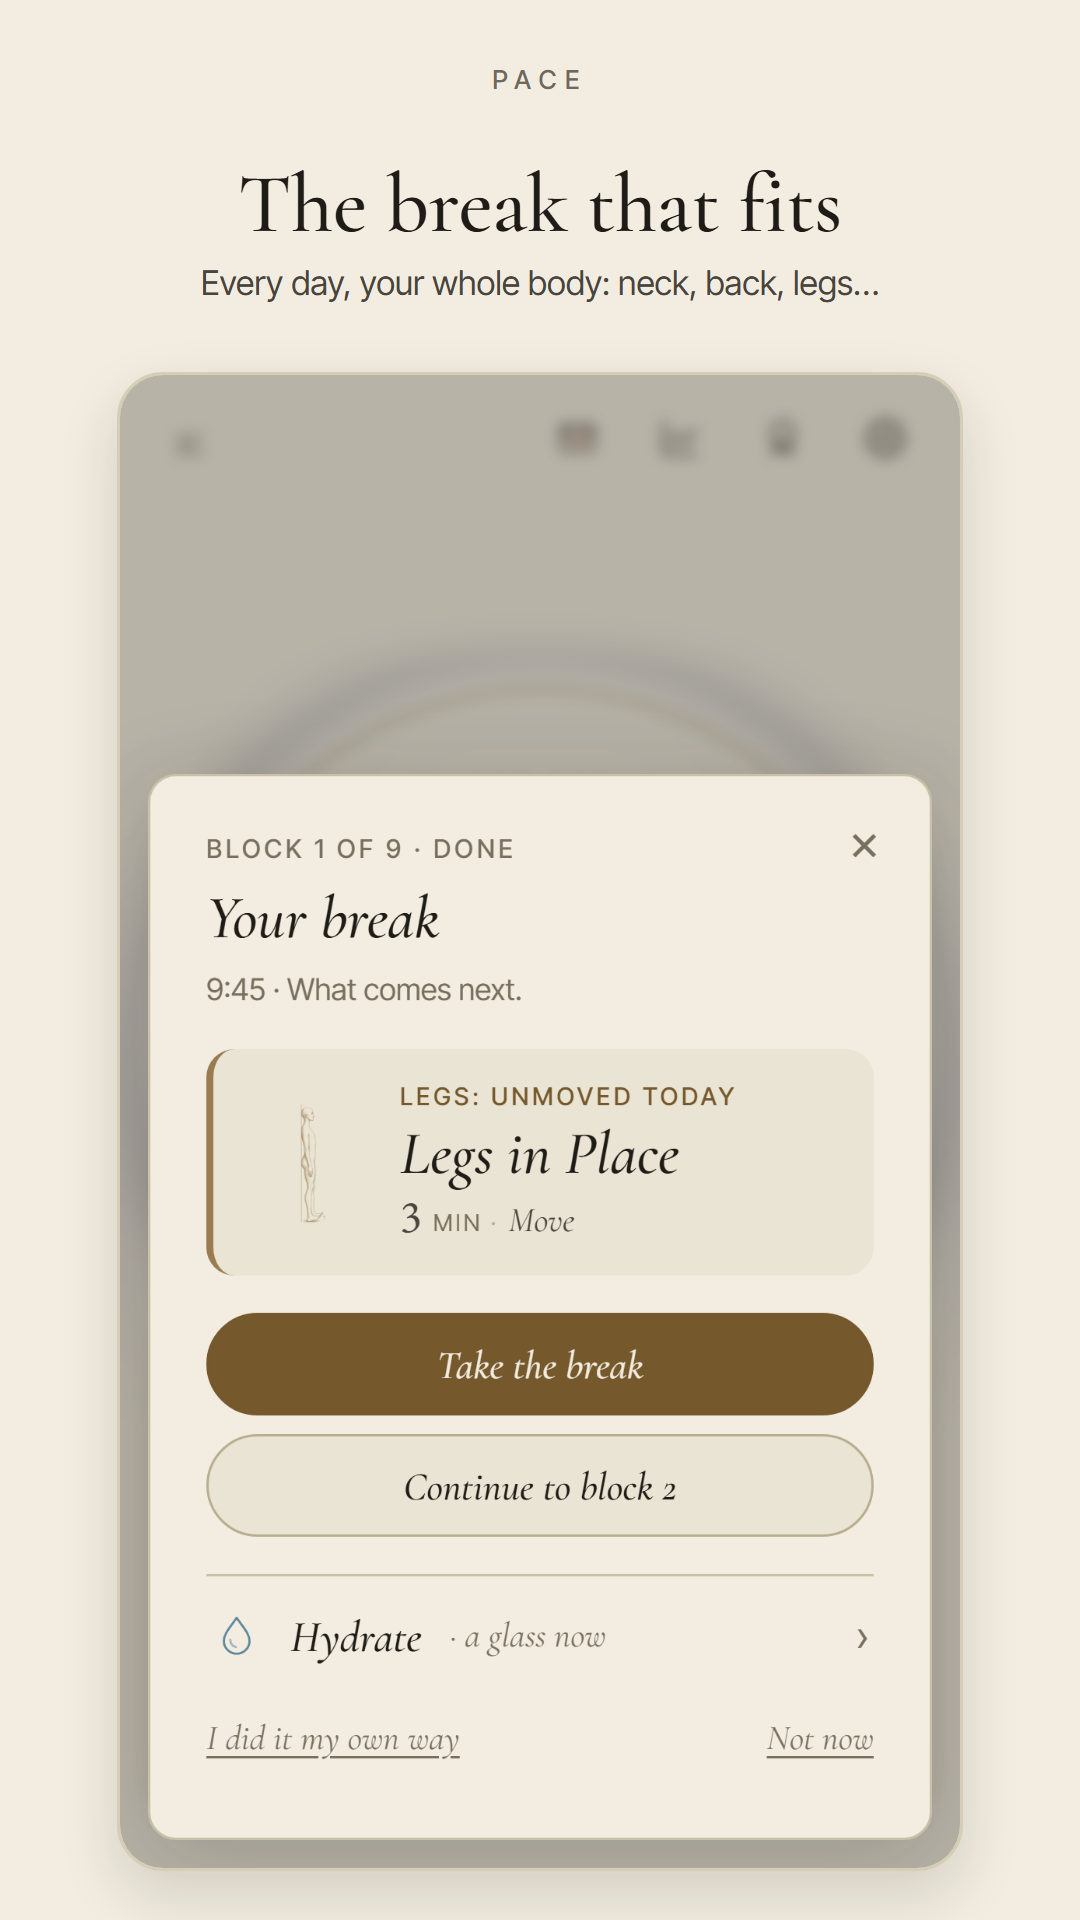 PACE
The break that fits
Every day, your whole body: neck, back, legs...
BLOCK 1 OF 9 · DONE
Your break
9:45 · What comes next.
LEGS: UNMOVED TODAY
Legs in Place
3 MIN · Move
Take the break
Continue to block 2
Hydrate · a glass now
I did it my own way
Not now